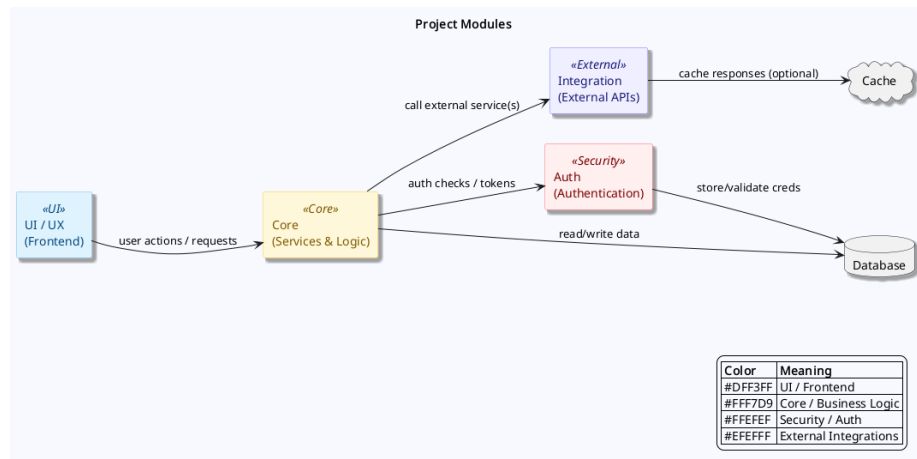 Project Modules
«External»
Integration
(External APIs)
cache responses (optional)
Cache
call external service(s)
«Security»
Auth
(Authentication)
auth checks / tokens
store/validate creds
«UI»
UI / UX
(Frontend)
user actions / requests
«Core»
Core
(Services & Logic)
read/write data
Database
Color Meaning
#DFF3FF UI / Frontend
#FFF7D9 Core / Business Logic
#FFEFEF Security / Auth
#EFEFFF External Integrations